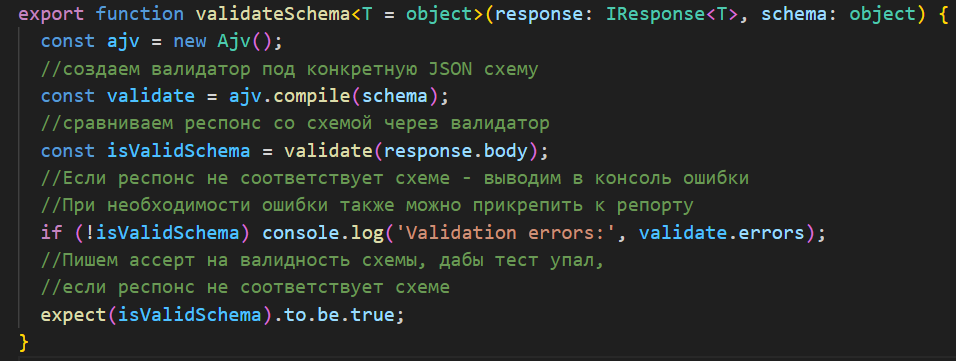 export function validateSchema<T = object>(response: IResponse<T>, schema: object) {
const ajv = new Ajv();
//создаем валидатор под конкретную JSON схему
const validate = ajv.compile(schema);
//сравниваем респонс со схемой через валидатор
const isValidSchema = validate(response.body);
//Если респонс не соответствует схеме - выводим в консоль ошибки
//При необходимости ошибки также можно прикрепить к репорту
if (!isValidSchema) console.log('Validation errors:', validate.errors);
//Пишем ассерт на валидность схемы, дабы тест упал,
//если респонс не соответствует схеме
expect(isValidSchema).to.be.true;
}